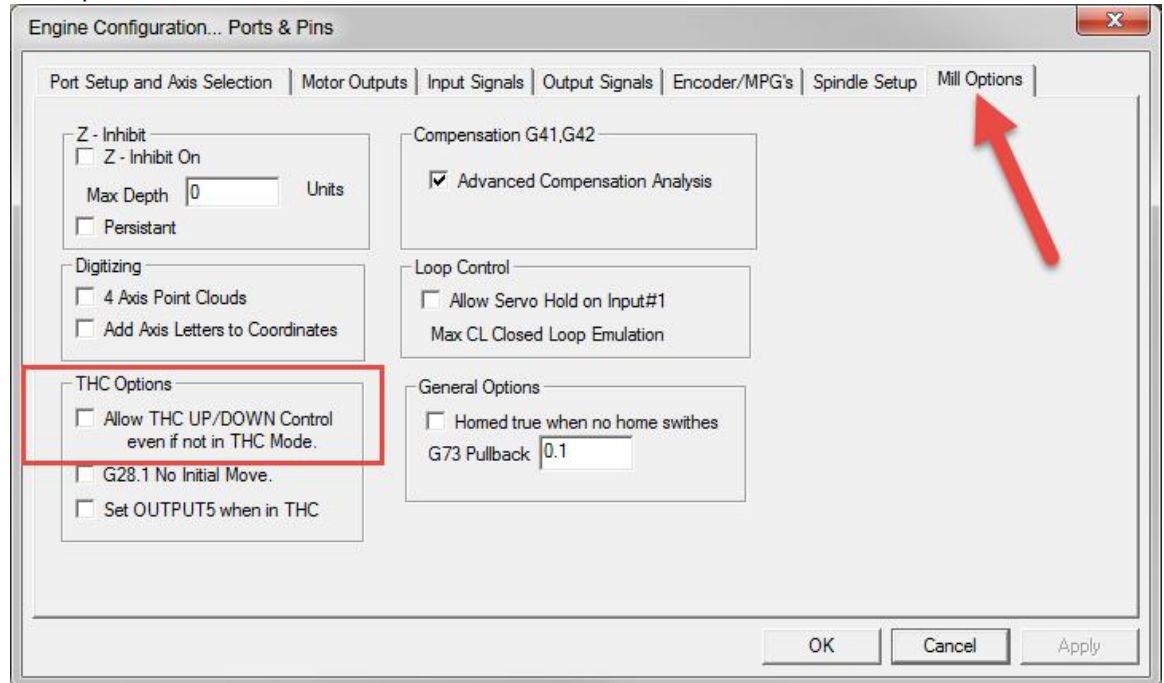 Engine Configuration... Ports & Pins
Port Setup and Axis Selection
Motor Outputs
Input Signals
Output Signals
Encoder/MPG's
Spindle Setup
Mill Options
Z - Inhibit
Z - Inhibit On
Max Depth 0 Units
Persistant
Compensation G41,G42
Advanced Compensation Analysis
Digitizing
4 Axis Point Clouds
Add Axis Letters to Coordinates
Loop Control
Allow Servo Hold on Input#1
Max CL Closed Loop Emulation
THC Options
Allow THC UP/DOWN Control
even if not in THC Mode.
G28.1 No Initial Move.
Set OUTPUT5 when in THC
General Options
Homed true when no home swithes
G73 Pullback 0.1
OK
Cancel
Apply